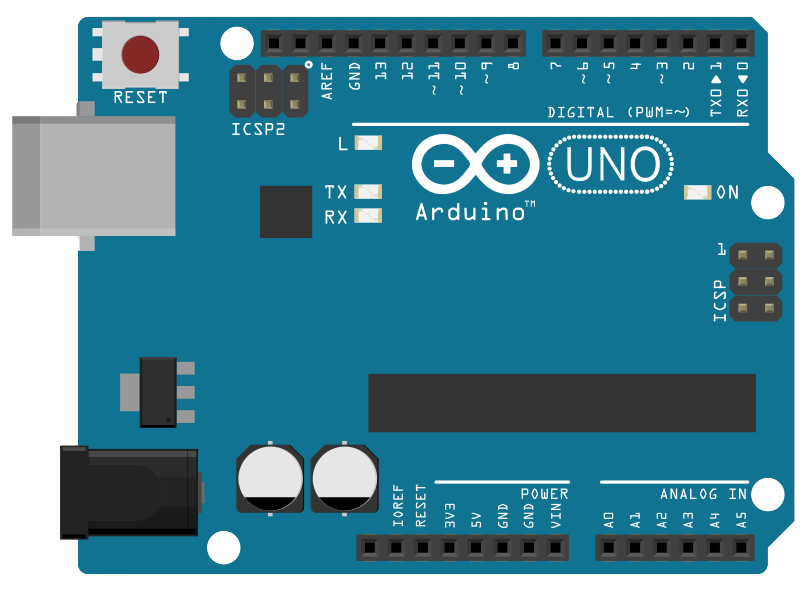 RESET
ICSP2
AREF
GND
13
12
~11
~10
~9
8
7
~6
~5
4
~3
2
TX0▶1
RX0◀0
DIGITAL (PWM=~)
L
TX
RX
Arduino™
UNO
ON
1
ICSP
POWER
ANALOG IN
IOREF
RESET
3V3
5V
GND
GND
VIN
A0
A1
A2
A3
A4
A5